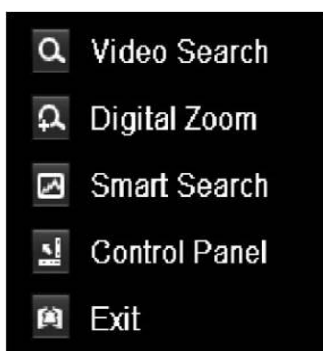 Video Search
Digital Zoom
Smart Search
Control Panel
Exit